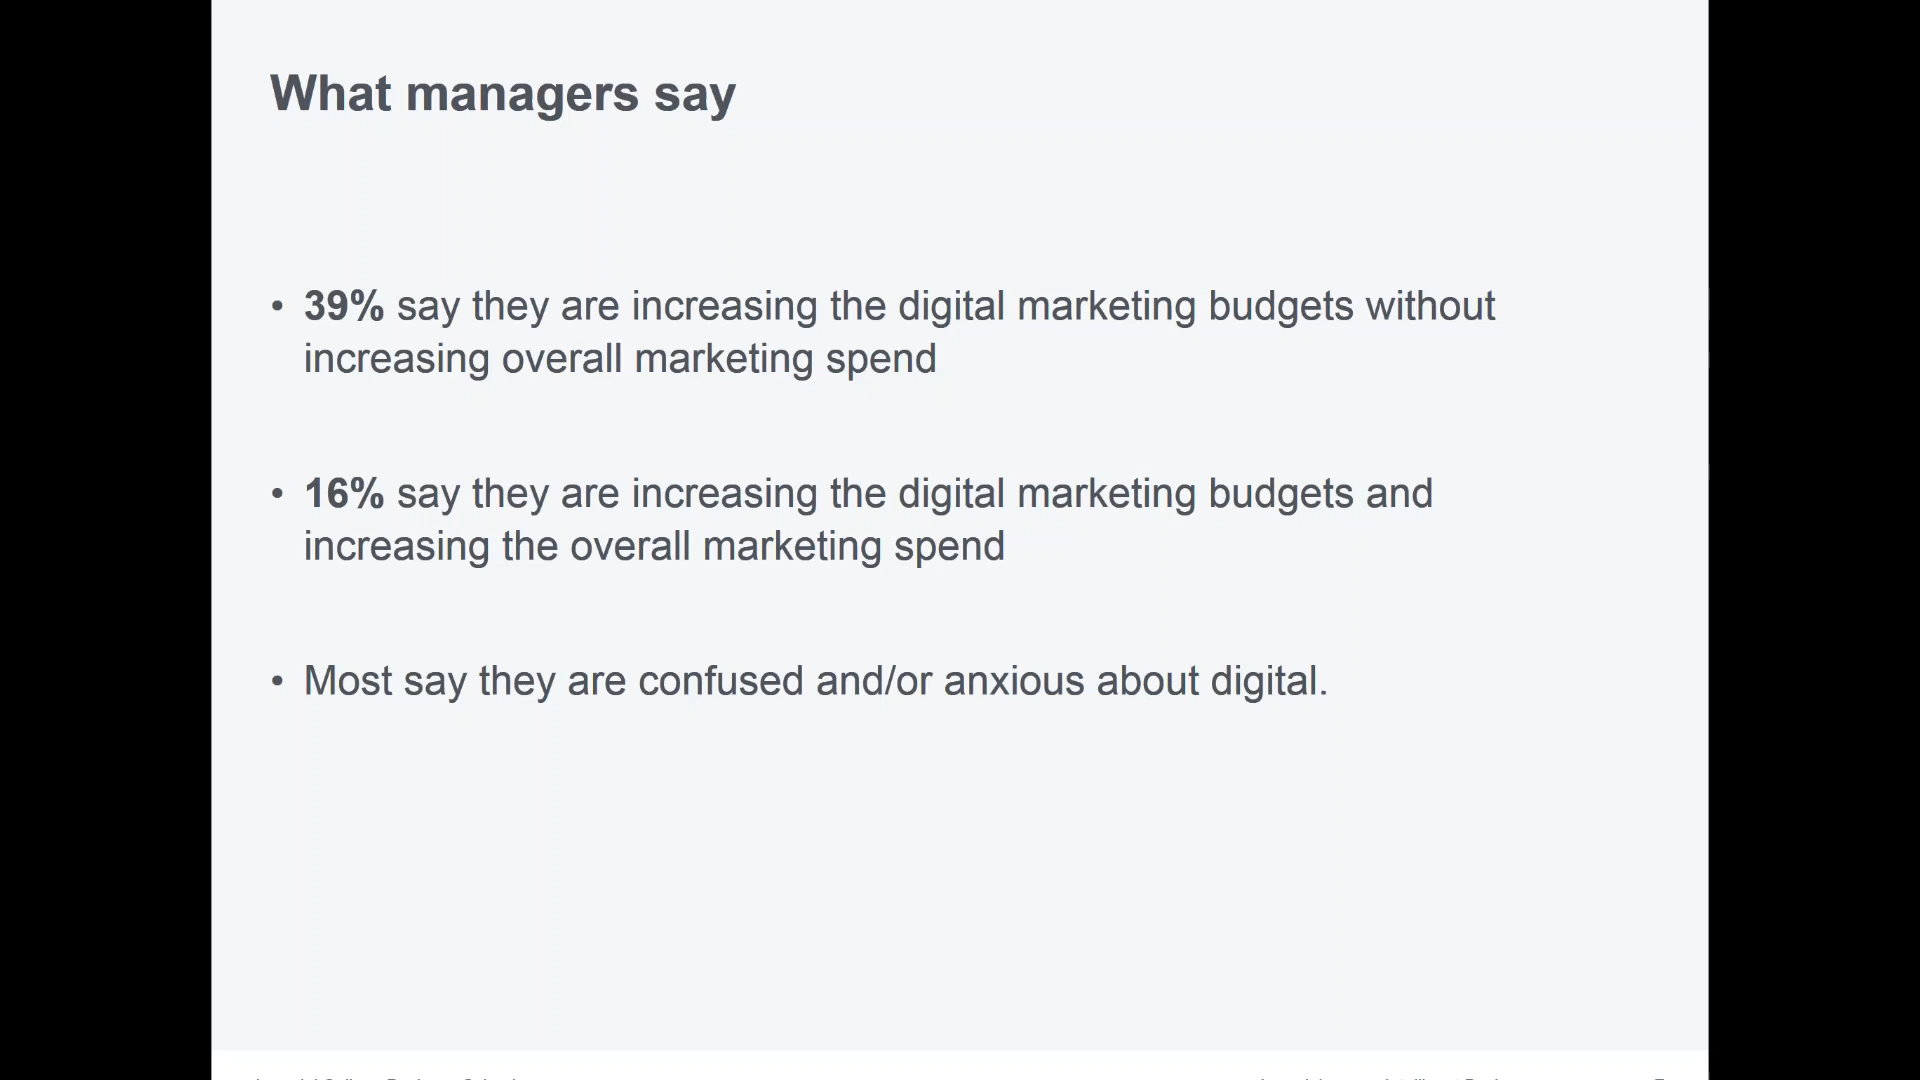 What managers say
• 39% say they are increasing the digital marketing budgets without
increasing overall marketing spend
• 16% say they are increasing the digital marketing budgets and
increasing the overall marketing spend
• Most say they are confused and/or anxious about digital.